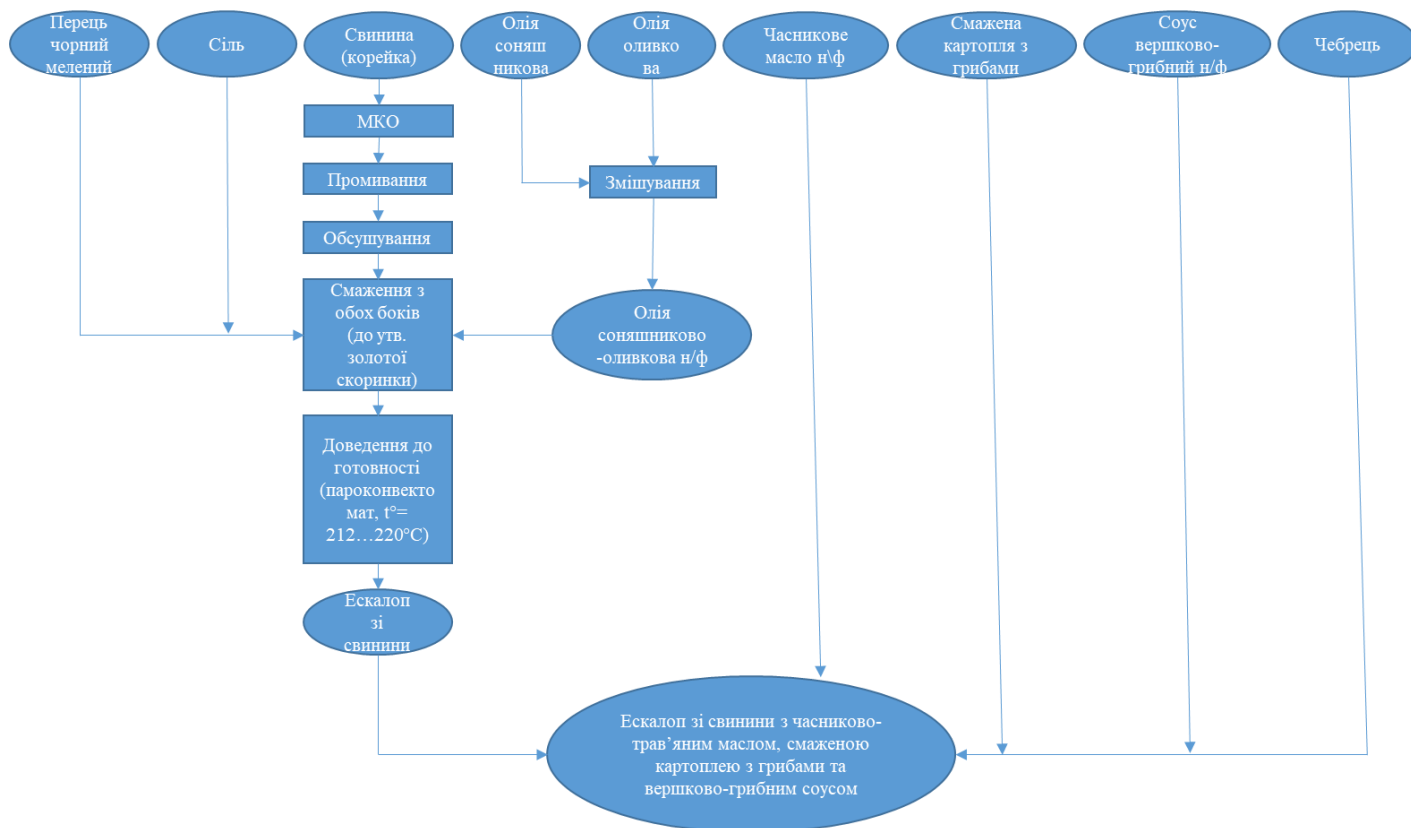 Перець
чорний
мелений
Сіль
Свинина
(корейка)
Олія
соняш
никова
Олія
оливко
ва
Часникове
масло н\ф
Смажена
картопля з
грибами
Соус
вершково-
грибний н/ф
Чебрець
МКО
Промивання
Змішування
Обсушування
Смаження з
обох боків
(до утв.
золотої
скоринки)
Олія
соняшниково
-оливкова н/ф
Доведення до
готовності
(пароконвекто
мат, t°=
212…220°С)
Ескалоп
зі
свинини
Ескалоп зі свинини з часниково-
трав’яним маслом, смаженою
картоплею з грибами та
вершково-грибним соусом